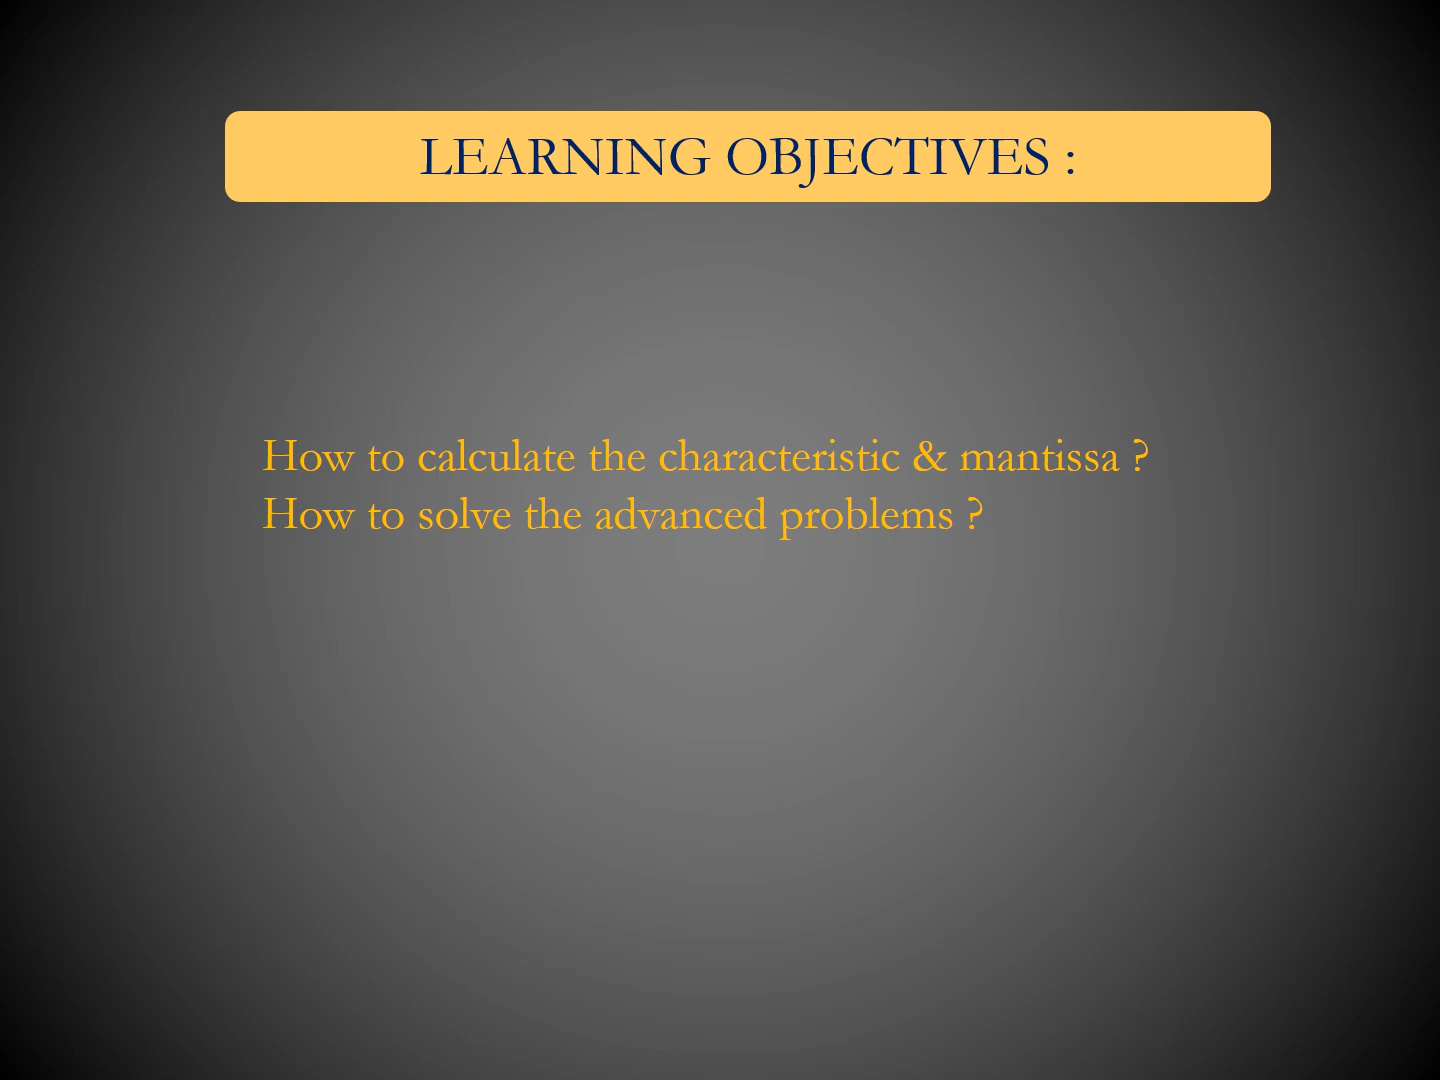 LEARNING OBJECTIVES :
How to calculate the characteristic & mantissa ?
How to solve the advanced problems ?